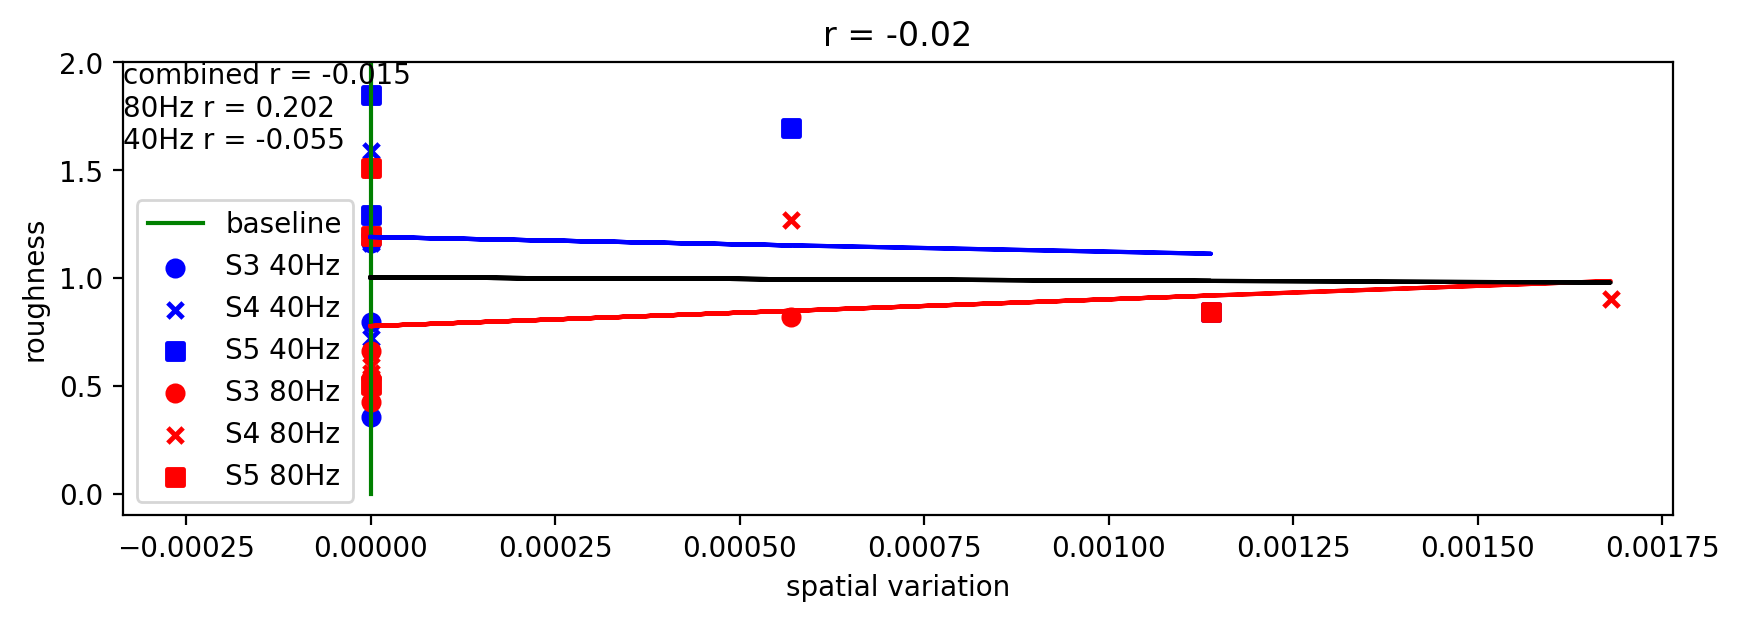 r = -0.02
combined r = -0.015
80Hz r = 0.202
40Hz r = -0.055
2.0
1.5
1.0
0.5
0.0
roughness
baseline
S3 40Hz
S4 40Hz
S5 40Hz
S3 80Hz
S4 80Hz
S5 80Hz
−0.00025 0.00000 0.00025 0.00050 0.00075 0.00100 0.00125 0.00150 0.00175
spatial variation